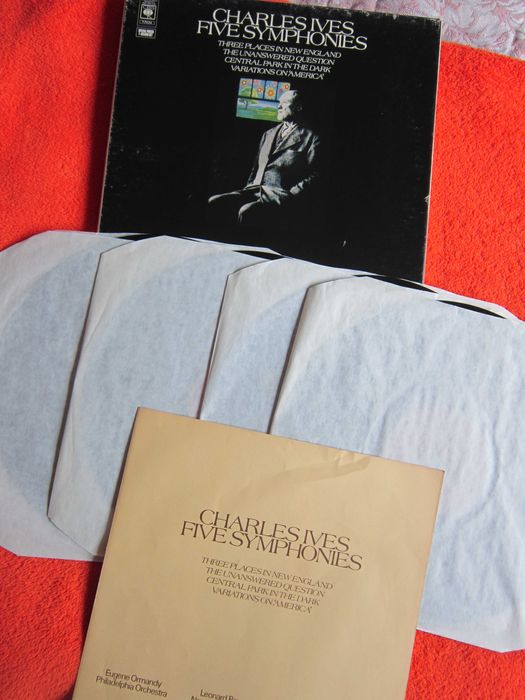 CBS
CHARLES IVES
FIVE SYMPHONIES
THREE PLACES IN NEW ENGLAND
THE UNANSWERED QUESTION
CENTRAL PARK IN THE DARK
VARIATIONS ON "AMERICA"
CHARLES IVES
FIVE SYMPHONIES
THREE PLACES IN NEW ENGLAND
THE UNANSWERED QUESTION
CENTRAL PARK IN THE DARK
VARIATIONS ON "AMERICA"
Eugene Ormandy
Philadelphia Orchestra
Leonard